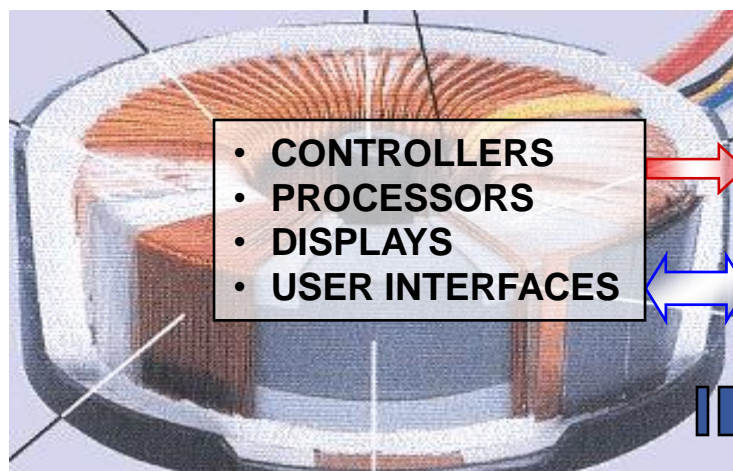 • CONTROLLERS
• PROCESSORS
• DISPLAYS
• USER INTERFACES